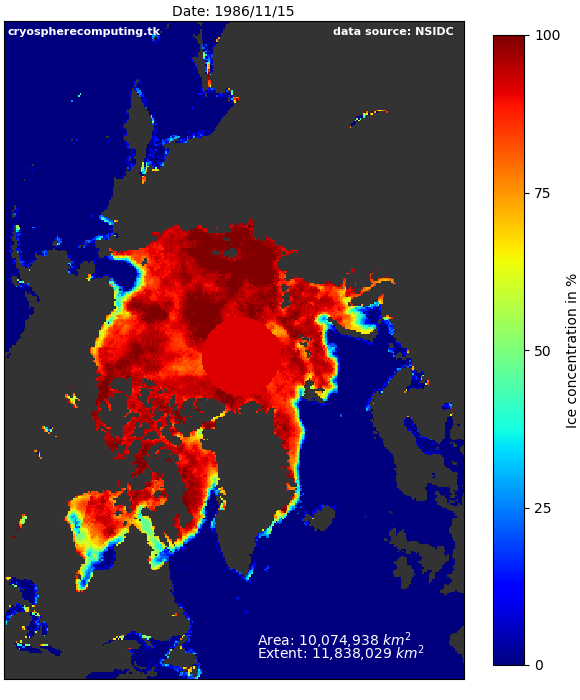 Date: 1986/11/15
cryospherecomputing.tk
data source: NSIDC
100
75
50
25
0
Ice concentration in %
Area: 10,074,938 km²
Extent: 11,838,029 km²